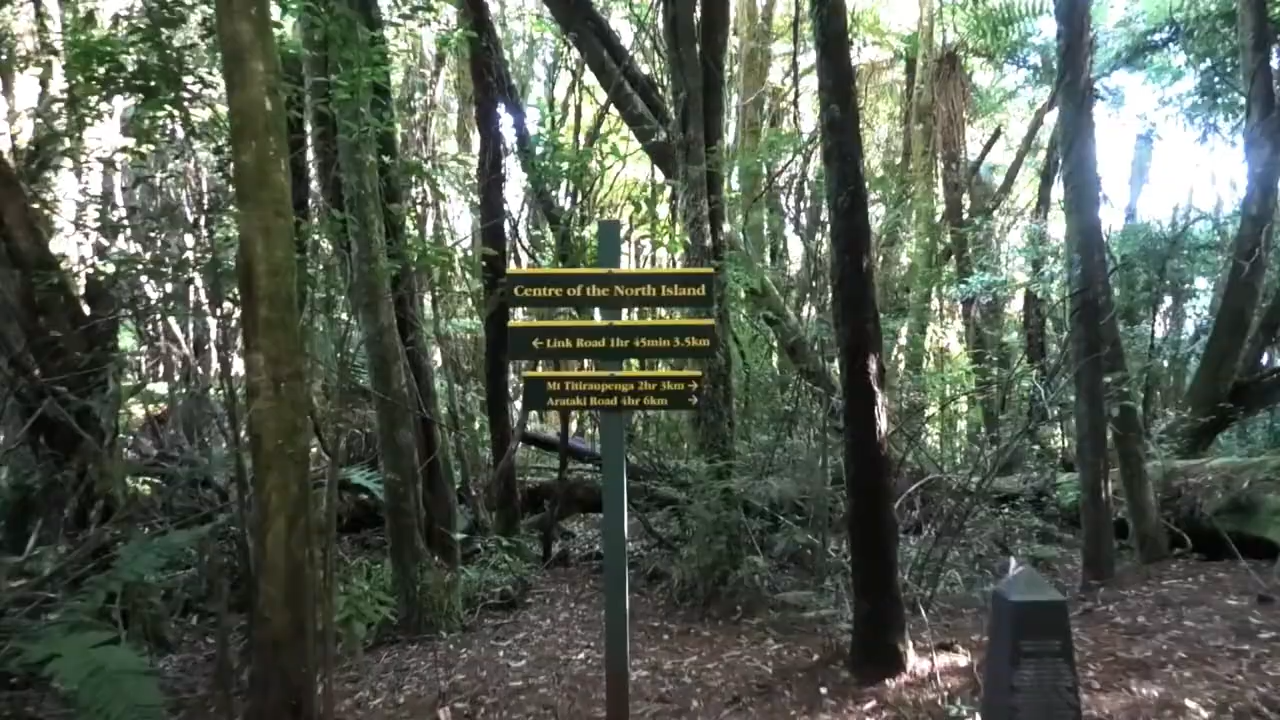 Centre of the North Island
← Link Road 1hr 45min 3.5km
Mt Titiraupenga 2hr 3km →
Arataki Road 4hr 6km →